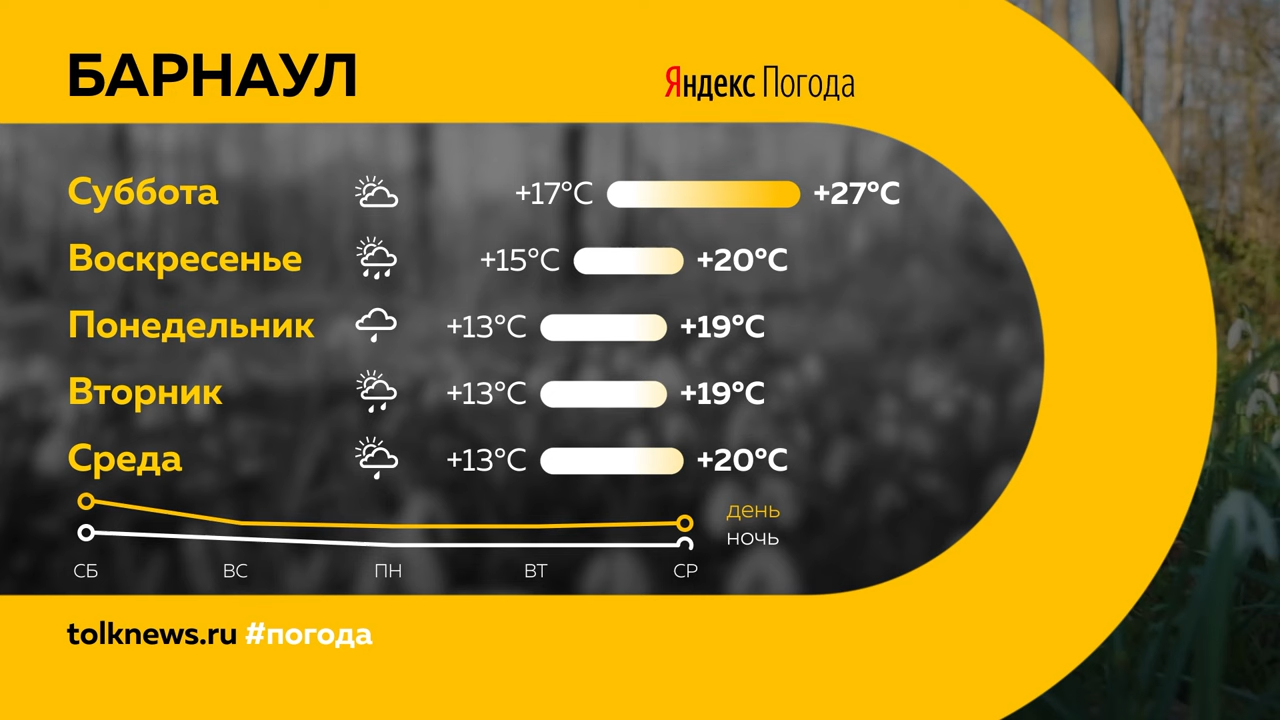 БАРНАУЛ
Яндекс Погода
Суббота +17°C +27°C
Воскресенье +15°C +20°C
Понедельник +13°C +19°C
Вторник +13°C +19°C
Среда +13°C +20°C
день
ночь
СБ ВС ПН ВТ СР
tolknews.ru #погода